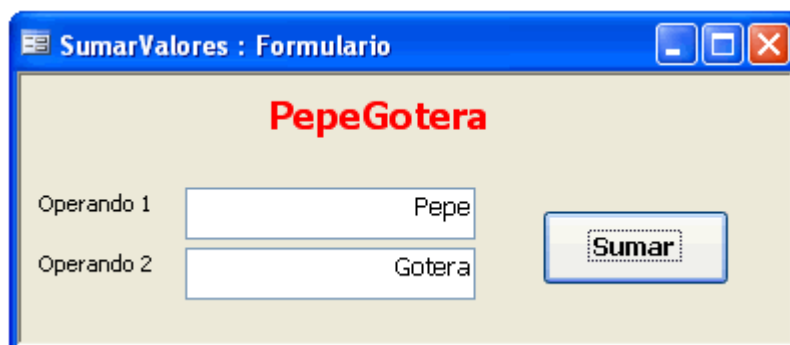 SumarValores : Formulario
PepeGotera
Operando 1 Pepe
Operando 2 Gotera
Sumar